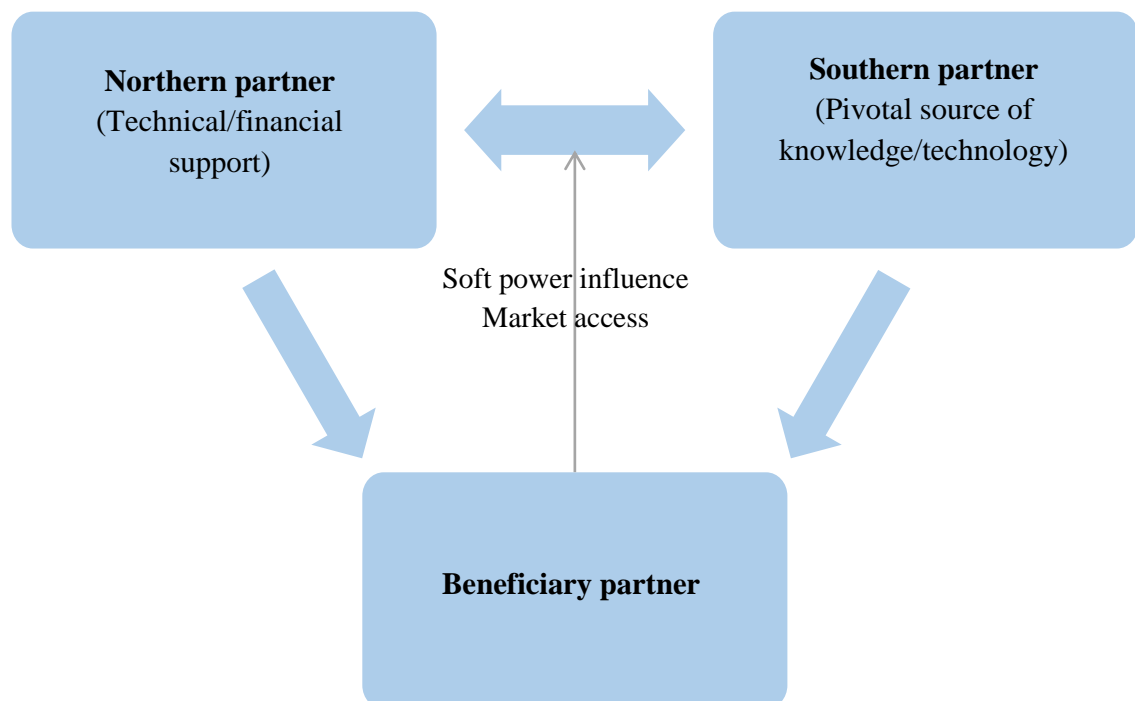 Northern partner
(Technical/financial
support)
Southern partner
(Pivotal source of
knowledge/technology)
Soft power influence
Market access
Beneficiary partner